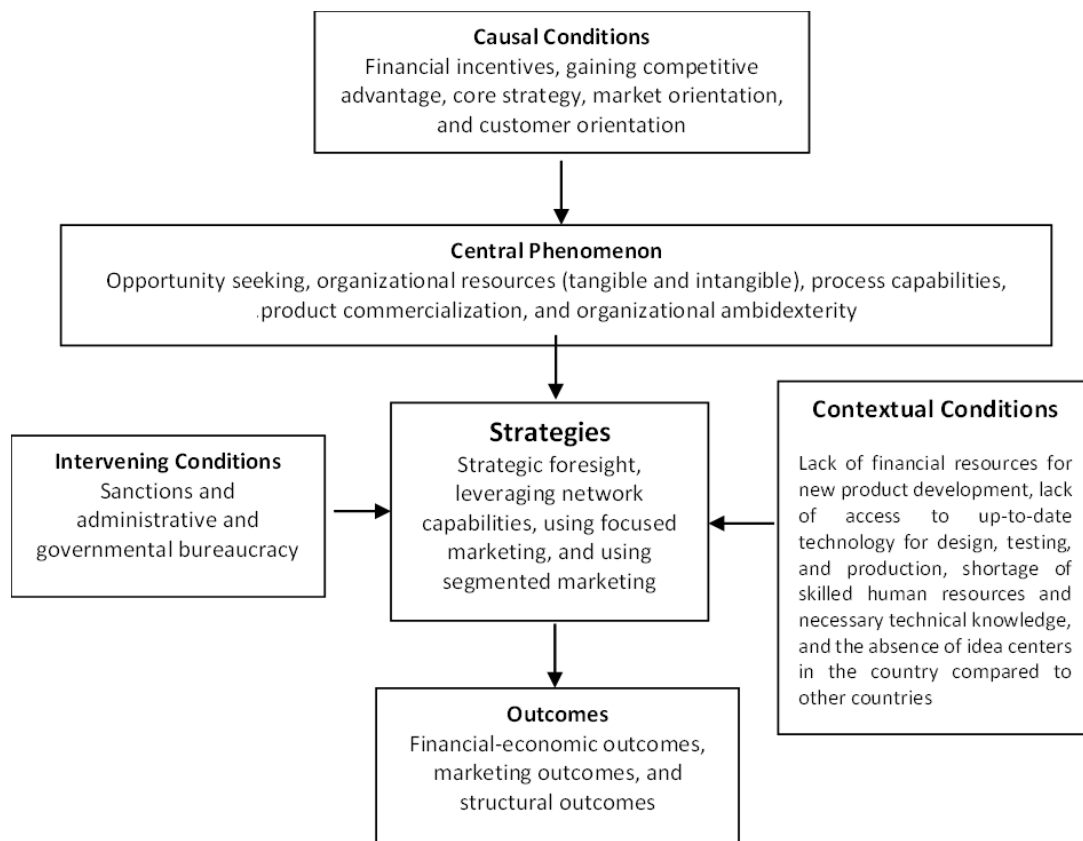 Causal Conditions
Financial incentives, gaining competitive
advantage, core strategy, market orientation,
and customer orientation
Central Phenomenon
Opportunity seeking, organizational resources (tangible and intangible), process capabilities,
.product commercialization, and organizational ambidexterity
Intervening Conditions
Sanctions and
administrative and
governmental bureaucracy
Strategies
Strategic foresight,
leveraging network
capabilities, using focused
marketing, and using
segmented marketing
Contextual Conditions
Lack of financial resources for
new product development, lack
of access to up-to-date
technology for design, testing,
and production, shortage of
skilled human resources and
necessary technical knowledge,
and the absence of idea centers
in the country compared to
other countries
Outcomes
Financial-economic outcomes,
marketing outcomes, and
structural outcomes